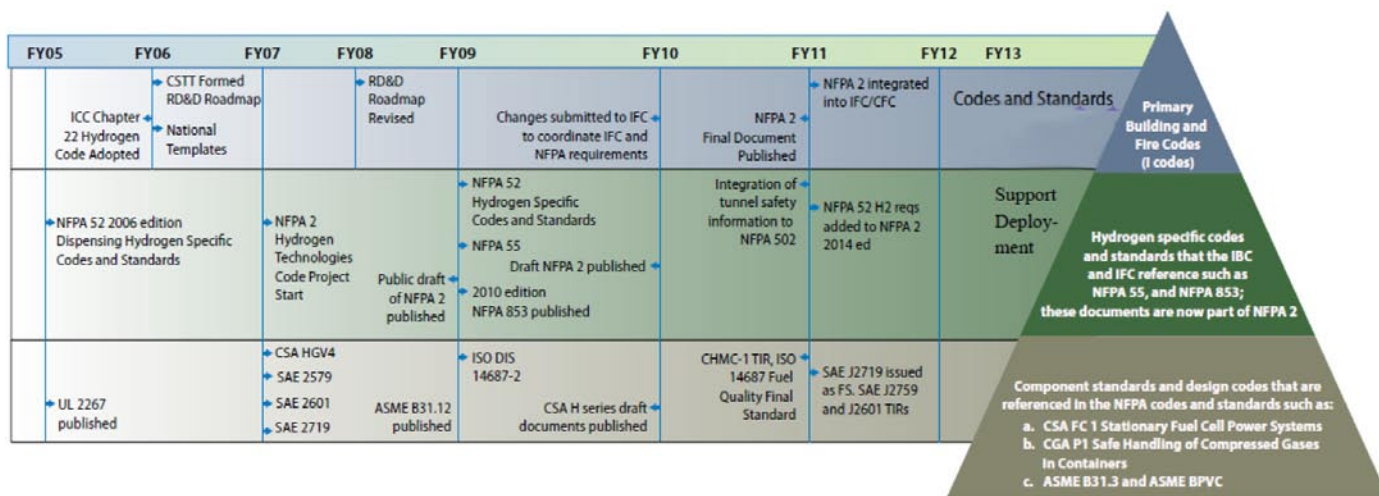 FY05 FY06 FY07 FY08 FY09 FY10 FY11 FY12 FY13
ICC Chapter
22 Hydrogen
Code Adopted
CSTT Formed
RD&D Roadmap
National
Templates
RD&D
Roadmap
Revised
Changes submitted to IFC
to coordinate IFC and
NFPA requirements
NFPA 2
Final Document
Published
NFPA 2 integrated
into IFC/CFC
Codes and Standards
Primary
Building and
Fire Codes
(I codes)
NFPA 52 2006 edition
Dispensing Hydrogen Specific
Codes and Standards
NFPA 2
Hydrogen
Technologies
Code Project
Start
Public draft
of NFPA 2
published
NFPA 52
Hydrogen Specific
Codes and Standards
NFPA 55
Draft NFPA 2 published
2010 edition
NFPA 853 published
Integration of
tunnel safety
information to
NFPA 502
NFPA 52 H2 reqs
added to NFPA 2
2014 ed
Support
Deploy-
ment
Hydrogen specific codes
and standards that the IBC
and IFC reference such as
NFPA 55, and NFPA 853;
these documents are now part of NFPA 2
UL 2267
published
CSA HGV4
SAE 2579
SAE 2601
SAE 2719
ASME B31.12
published
ISO DIS
14687-2
CSA H series draft
documents published
CHMC-1 TIR, ISO
14687 Fuel
Quality Final
Standard
SAE J2719 issued
as FS. SAE J2759
and J2601 TIRs
Component standards and design codes that are
referenced in the NFPA codes and standards such as:
a. CSA FC 1 Stationary Fuel Cell Power Systems
b. CGA P1 Safe Handling of Compressed Gases
In Containers
c. ASME B31.3 and ASME BPVC